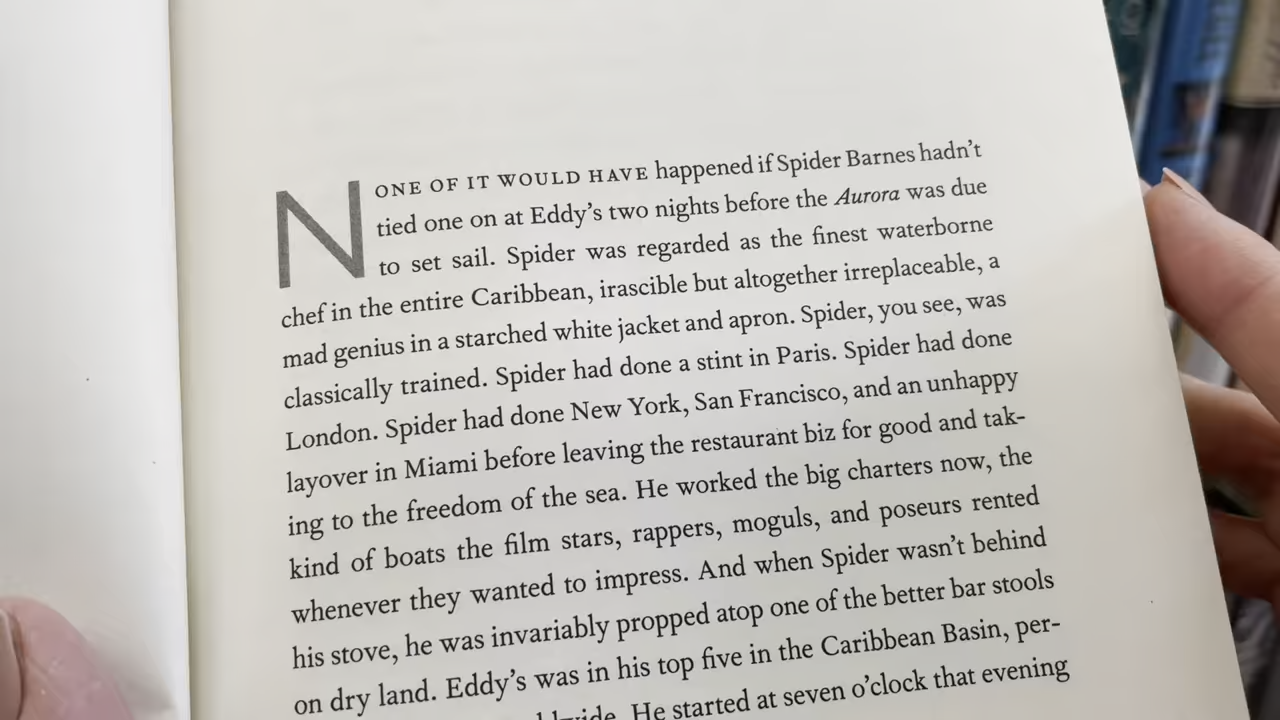 NONE OF IT WOULD HAVE happened if Spider Barnes hadn't
tied one on at Eddy's two nights before the Aurora was due
to set sail. Spider was regarded as the finest waterborne
chef in the entire Caribbean, irascible but altogether irreplaceable, a
mad genius in a starched white jacket and apron. Spider, you see, was
classically trained. Spider had done a stint in Paris. Spider had done
London. Spider had done New York, San Francisco, and an unhappy
layover in Miami before leaving the restaurant biz for good and tak-
ing to the freedom of the sea. He worked the big charters now, the
kind of boats the film stars, rappers, moguls, and poseurs rented
whenever they wanted to impress. And when Spider wasn't behind
his stove, he was invariably propped atop one of the better bar stools
on dry land. Eddy's was in his top five in the Caribbean Basin, per-
He started at seven o'clock that evening